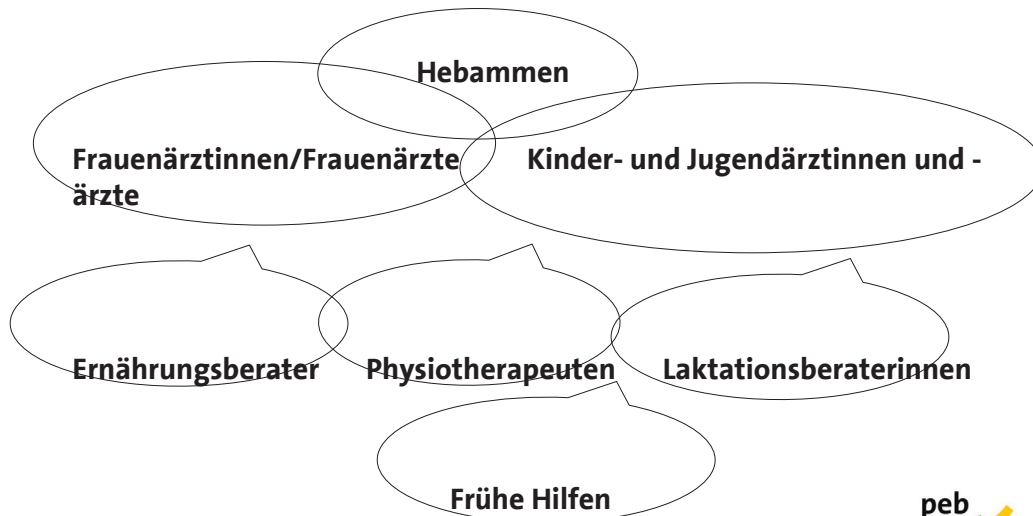 Hebammen
Frauenärztinnen/Frauenärzte Kinder- und Jugendärztinnen und -
ärzte
Ernährungsberater Physiotherapeuten Laktationsberaterinnen
Frühe Hilfen
peb